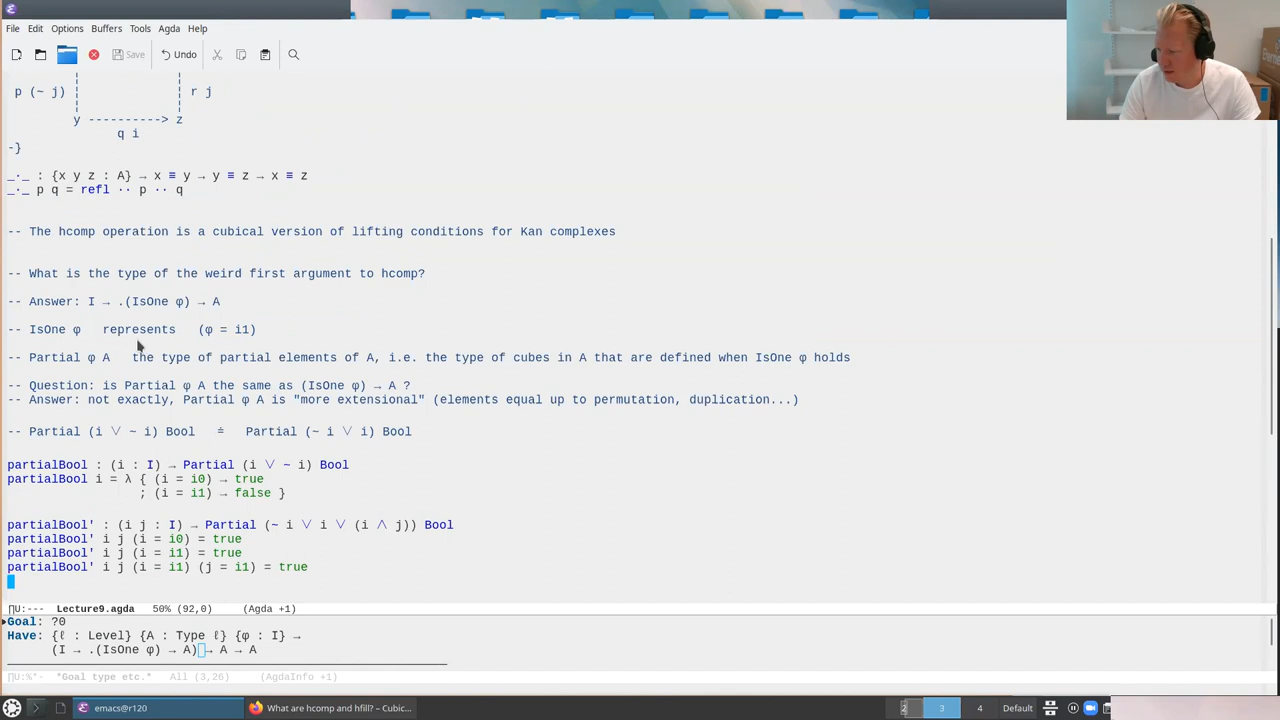 File Edit Options Buffers Tools Agda Help
Save Undo
p (~ j) ¦ ¦ r j
y ----------> z
q i
-}
_∙_ : {x y z : A} → x ≡ y → y ≡ z → x ≡ z
_∙_ p q = refl ∙∙ p ∙∙ q
-- The hcomp operation is a cubical version of lifting conditions for Kan complexes
-- What is the type of the weird first argument to hcomp?
-- Answer: I → .(IsOne φ) → A
-- IsOne φ represents (φ = i1)
-- Partial φ A the type of partial elements of A, i.e. the type of cubes in A that are defined when IsOne φ holds
-- Question: is Partial φ A the same as (IsOne φ) → A ?
-- Answer: not exactly, Partial φ A is "more extensional" (elements equal up to permutation, duplication...)
-- Partial (i ∨ ~ i) Bool ≐ Partial (~ i ∨ i) Bool
partialBool : (i : I) → Partial (i ∨ ~ i) Bool
partialBool i = λ { (i = i0) → true
; (i = i1) → false }
partialBool' : (i j : I) → Partial (~ i ∨ i ∨ (i ∧ j)) Bool
partialBool' i j (i = i0) = true
partialBool' i j (i = i1) = true
partialBool' i j (i = i1) (j = i1) = true
∏U:--- Lecture9.agda 50% (92,0) (Agda +1)
Goal: ?0
Have: {ℓ : Level} {A : Type ℓ} {φ : I} →
(I → .(IsOne φ) → A) → A → A
∏U:%*- *Goal type etc.* All (3,26) (AgdaInfo +1)
emacs@r120 What are hcomp and hfill? – Cubic... 2 3 4 Default